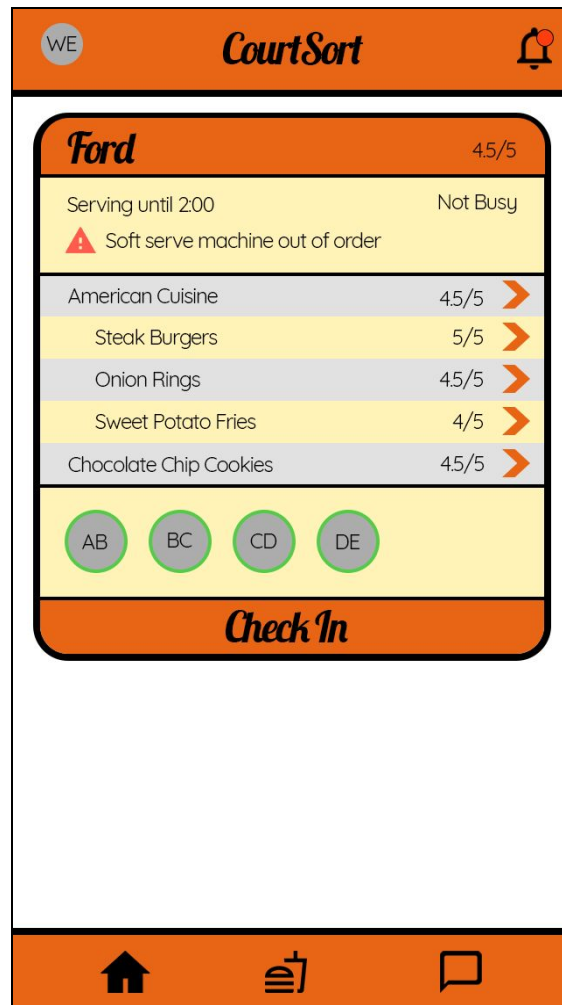 WE
CourtSort
Ford 4.5/5
Serving until 2:00 Not Busy
Soft serve machine out of order
American Cuisine 4.5/5
Steak Burgers 5/5
Onion Rings 4.5/5
Sweet Potato Fries 4/5
Chocolate Chip Cookies 4.5/5
AB BC CD DE
Check In